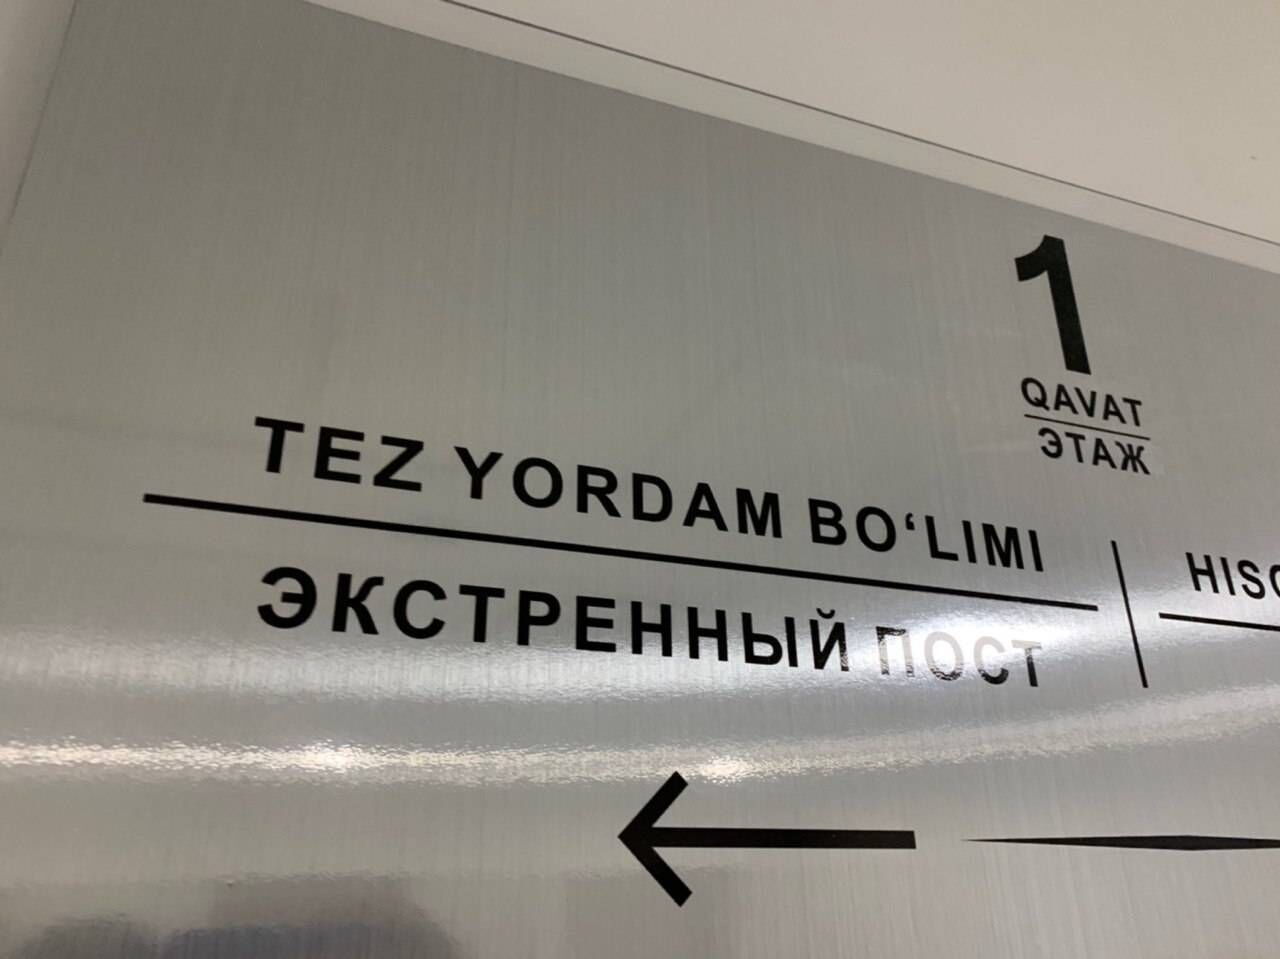 1
QAVAT
ЭТАЖ
TEZ YORDAM BO‘LIMI
ЭКСТРЕННЫЙ ПОСТ